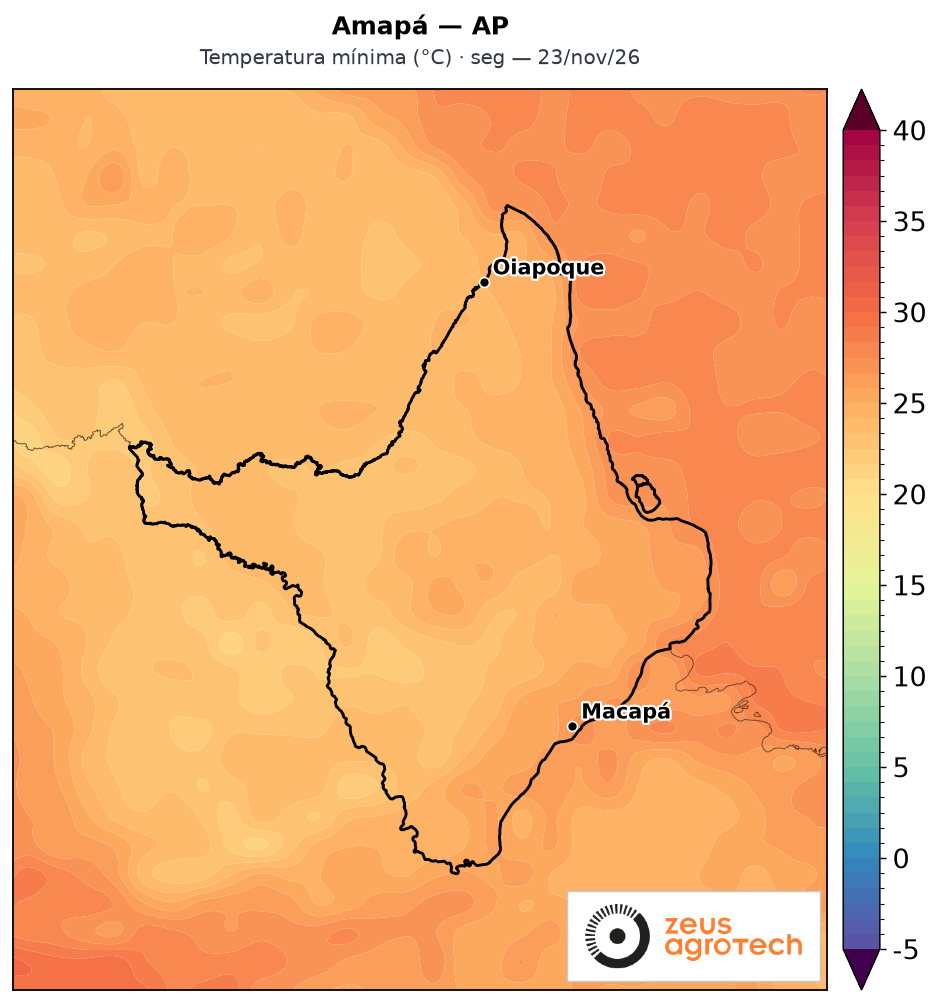 Amapá — AP
Temperatura mínima (°C) · seg — 23/nov/26
40
35
30
25
20
15
10
5
0
-5
Oiapoque
Macapá
zeus
agrotech